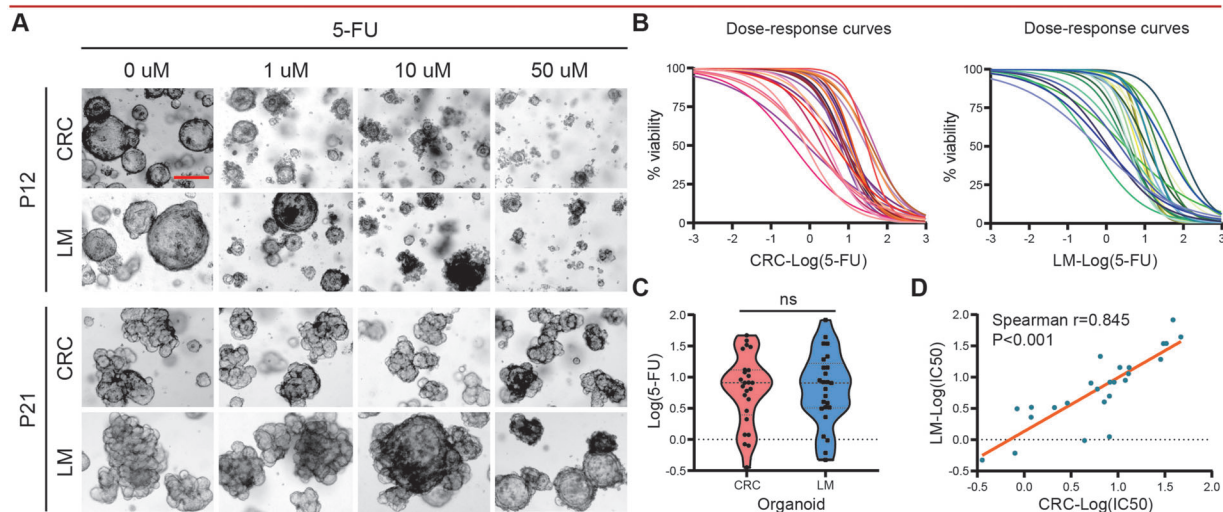 A
5-FU
0 uM 1 uM 10 uM 50 uM
P12
CRC
LM
P21
CRC
LM
B
Dose-response curves
% viability
100
75
50
25
0
-3 -2 -1 0 1 2 3
CRC-Log(5-FU)
Dose-response curves
% viability
100
75
50
25
0
-3 -2 -1 0 1 2 3
LM-Log(5-FU)
C
ns
Log(5-FU)
2.0
1.5
1.0
0.5
0.0
-0.5
CRC LM
Organoid
D
Spearman r=0.845
P<0.001
LM-Log(IC50)
2.0
1.5
1.0
0.5
0.0
-0.5
-0.5 0.0 0.5 1.0 1.5 2.0
CRC-Log(IC50)